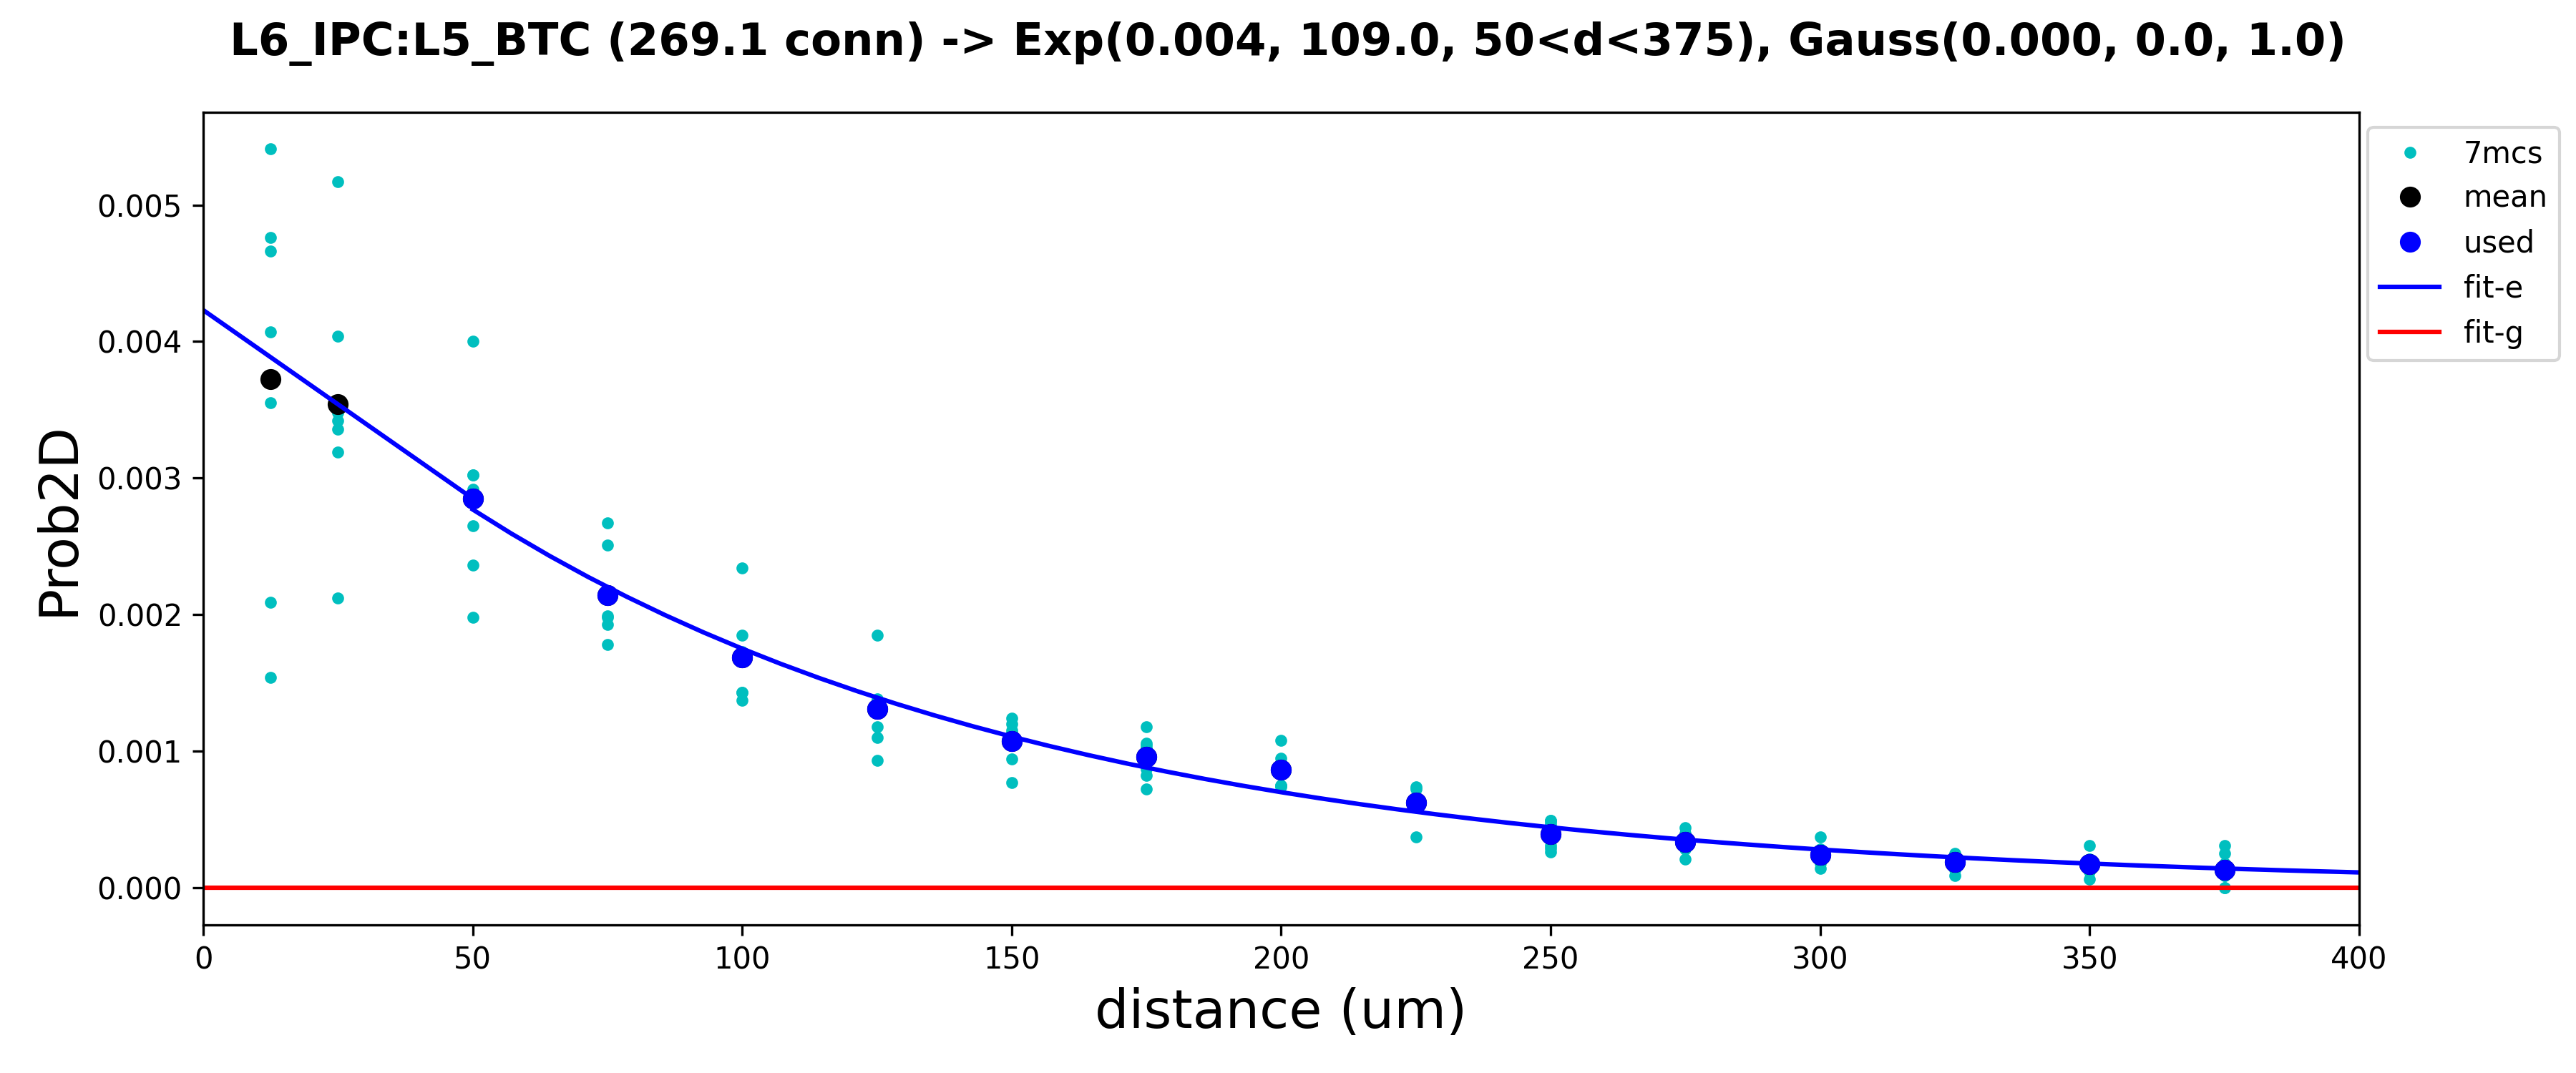 L6_IPC:L5_BTC (269.1 conn) -> Exp(0.004, 109.0, 50<d<375), Gauss(0.000, 0.0, 1.0)
7mcs
mean
used
fit-e
fit-g
Prob2D
0.005
0.004
0.003
0.002
0.001
0.000
0 50 100 150 200 250 300 350 400
distance (um)